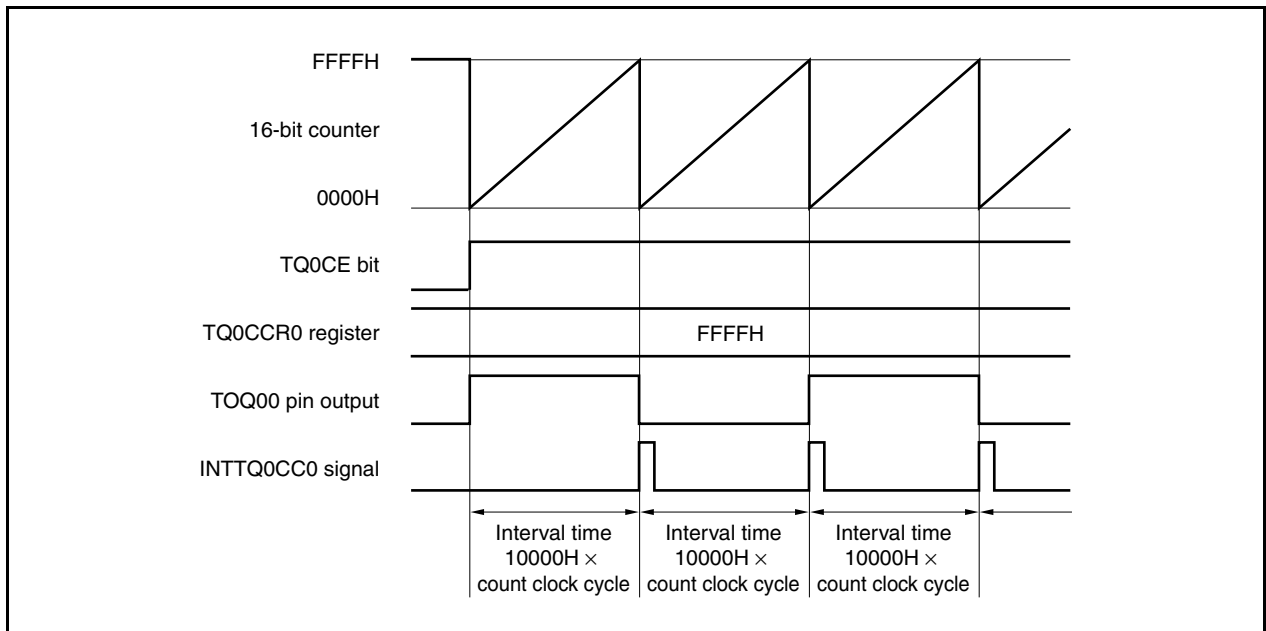 FFFFH
16-bit counter
0000H
TQ0CE bit
TQ0CCR0 register
FFFFH
TOQ00 pin output
INTTQ0CC0 signal
Interval time
10000H ×
count clock cycle
Interval time
10000H ×
count clock cycle
Interval time
10000H ×
count clock cycle